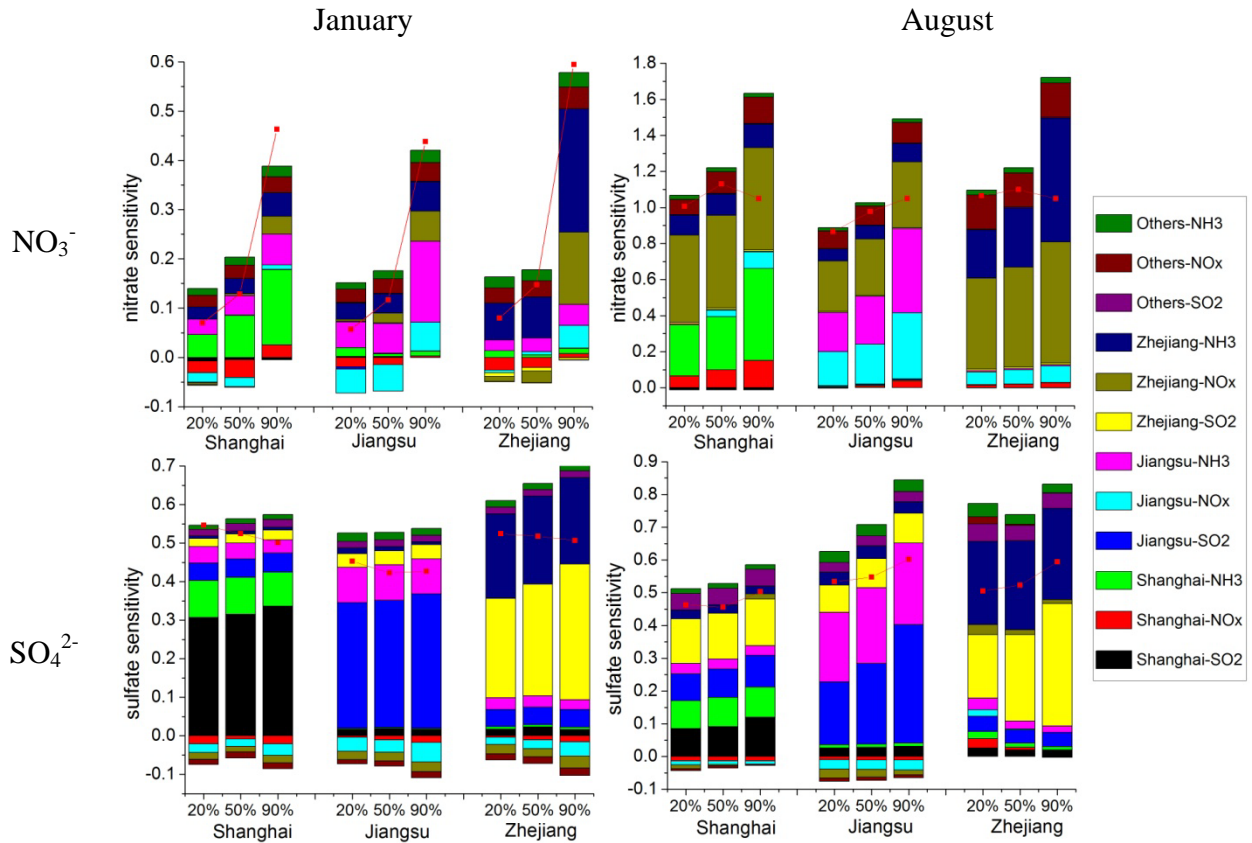 January
August
NO₃⁻
nitrate sensitivity
0.6
0.5
0.4
0.3
0.2
0.1
0.0
-0.1
20% 50% 90% 20% 50% 90% 20% 50% 90%
Shanghai Jiangsu Zhejiang
nitrate sensitivity
1.8
1.6
1.4
1.2
1.0
0.8
0.6
0.4
0.2
0.0
20% 50% 90% 20% 50% 90% 20% 50% 90%
Shanghai Jiangsu Zhejiang
SO₄²⁻
sulfate sensitivity
0.7
0.6
0.5
0.4
0.3
0.2
0.1
0.0
-0.1
20% 50% 90% 20% 50% 90% 20% 50% 90%
Shanghai Jiangsu Zhejiang
sulfate sensitivity
0.9
0.8
0.7
0.6
0.5
0.4
0.3
0.2
0.1
0.0
-0.1
20% 50% 90% 20% 50% 90% 20% 50% 90%
Shanghai Jiangsu Zhejiang
Others-NH3
Others-NOx
Others-SO2
Zhejiang-NH3
Zhejiang-NOx
Zhejiang-SO2
Jiangsu-NH3
Jiangsu-NOx
Jiangsu-SO2
Shanghai-NH3
Shanghai-NOx
Shanghai-SO2